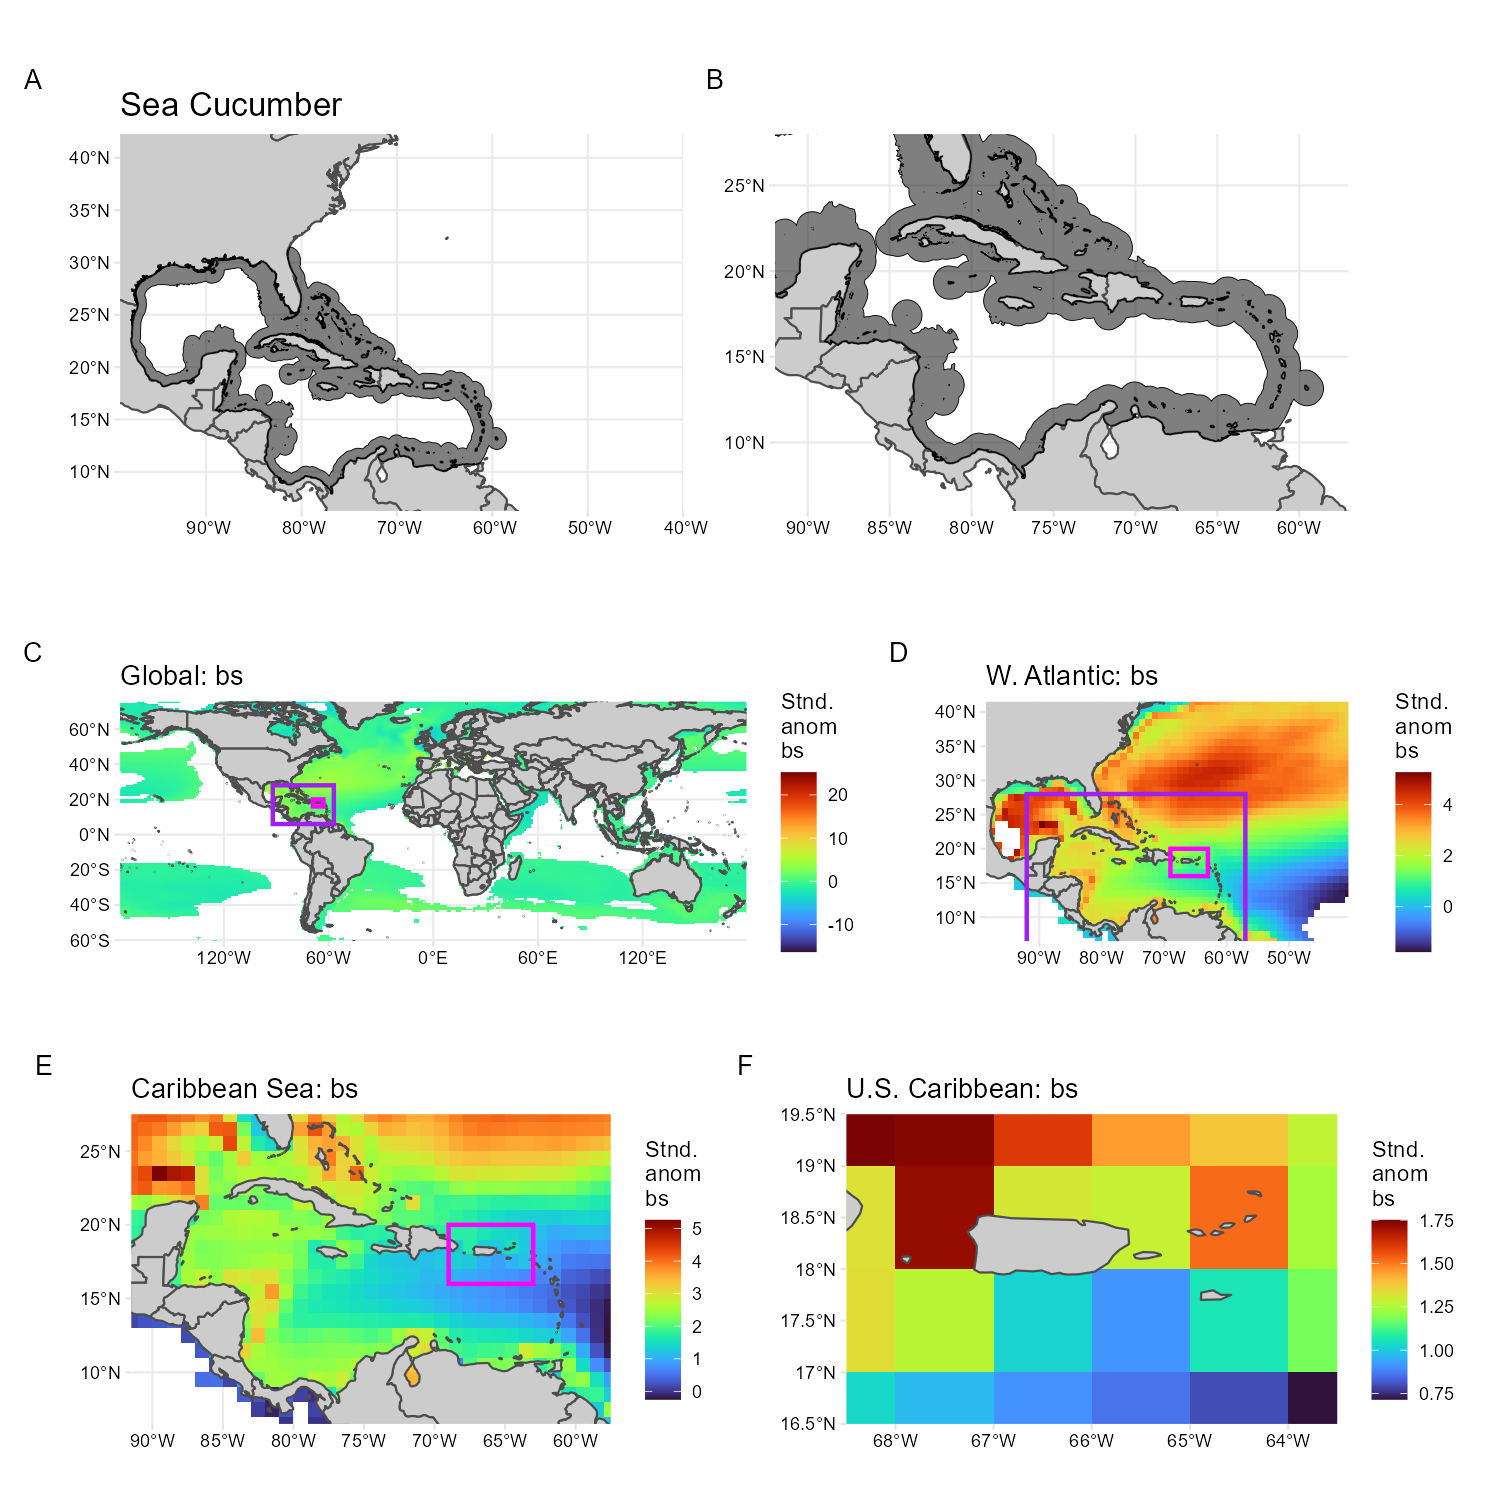 A
B
Sea Cucumber
40°N
35°N
30°N
25°N
20°N
15°N
10°N
90°W 80°W 70°W 60°W 50°W 40°W
25°N
20°N
15°N
10°N
90°W 85°W 80°W 75°W 70°W 65°W 60°W
C
Global: bs
60°N
40°N
20°N
0°N
20°S
40°S
60°S
120°W 60°W 0°E 60°E 120°E
Stnd.
anom
bs
20
10
0
-10
D
W. Atlantic: bs
40°N
35°N
30°N
25°N
20°N
15°N
10°N
90°W 80°W 70°W 60°W 50°W
Stnd.
anom
bs
4
2
0
E
Caribbean Sea: bs
25°N
20°N
15°N
10°N
90°W 85°W 80°W 75°W 70°W 65°W 60°W
Stnd.
anom
bs
5
4
3
2
1
0
F
U.S. Caribbean: bs
19.5°N
19°N
18.5°N
18°N
17.5°N
17°N
16.5°N
68°W 67°W 66°W 65°W 64°W
Stnd.
anom
bs
1.75
1.50
1.25
1.00
0.75